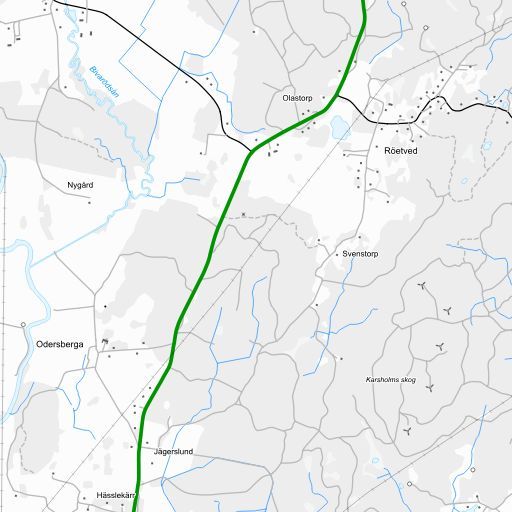 Bivarödsån
Olastorp
Röetved
Nygård
Svenstorp
Odersberga
Karsholms skog
Jägerslund
Hässlekärr